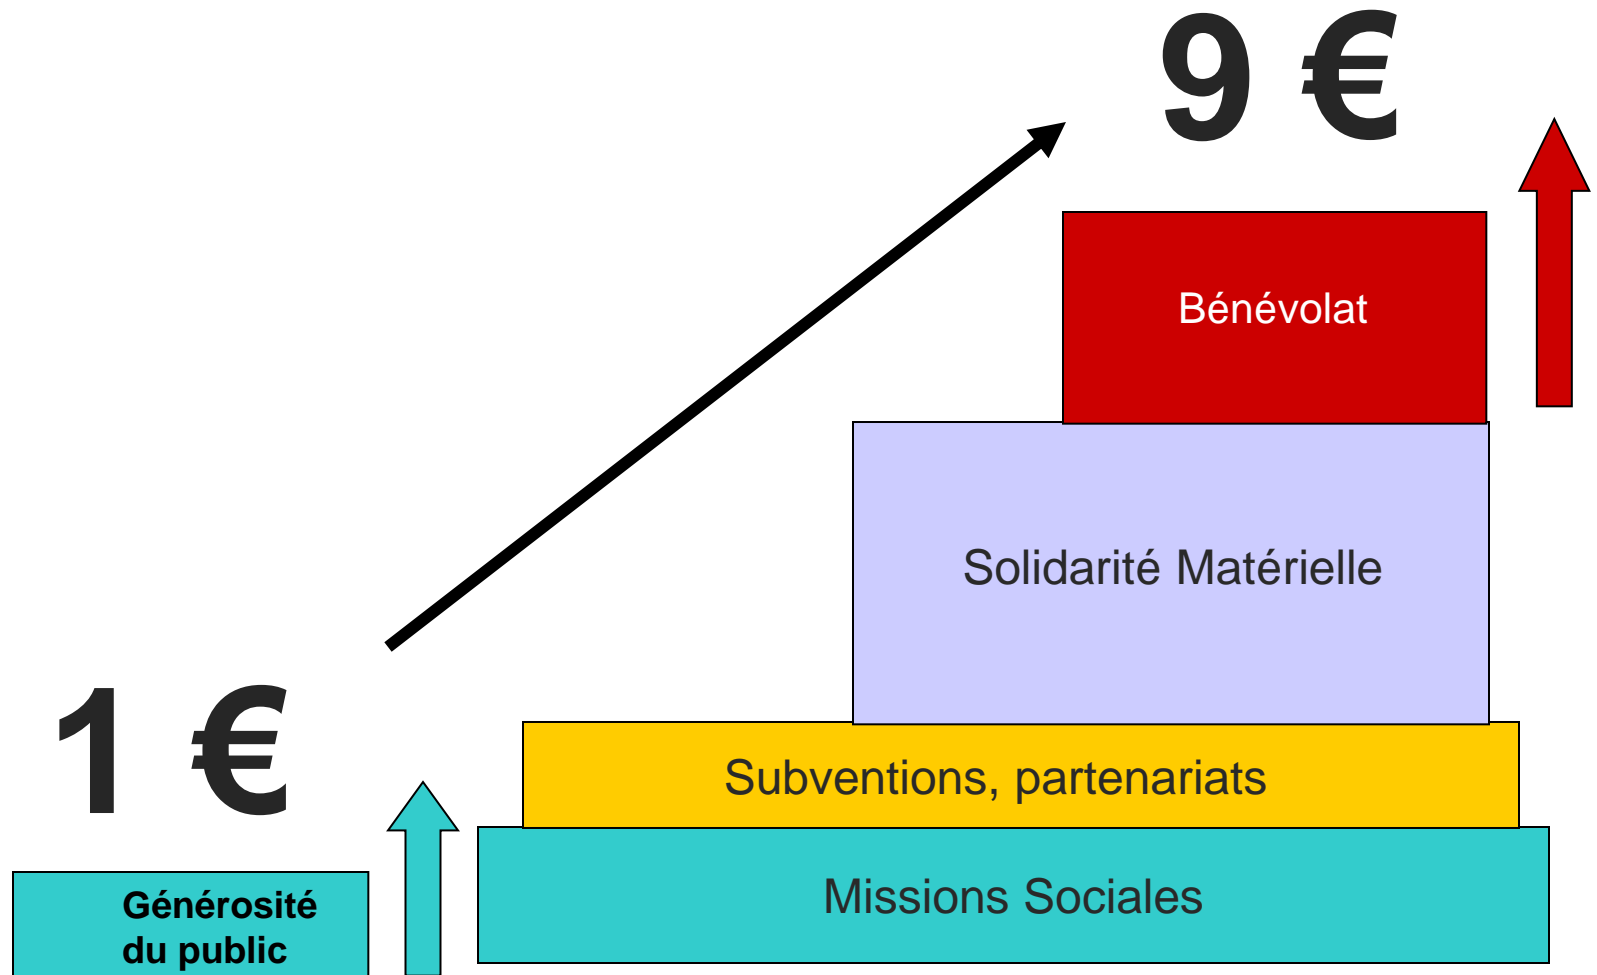 9 €
Bénévolat
Solidarité Matérielle
1 €
Subventions, partenariats
Missions Sociales
Générosité
du public